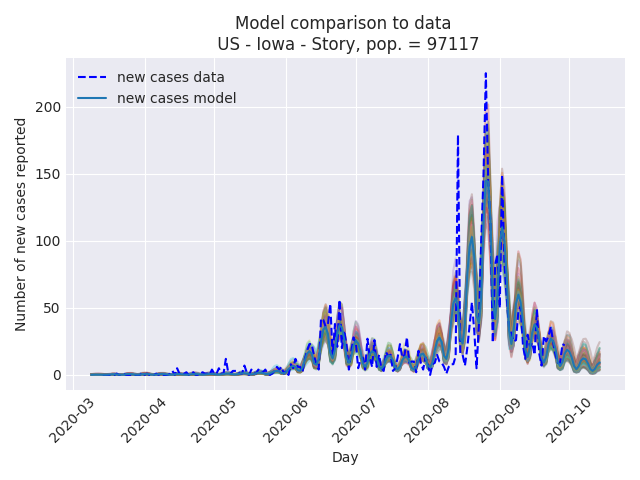 Model comparison to data
US - Iowa - Story, pop. = 97117
new cases data
new cases model
Number of new cases reported
200
150
100
50
0
2020-03
2020-04
2020-05
2020-06
2020-07
2020-08
2020-09
2020-10
Day